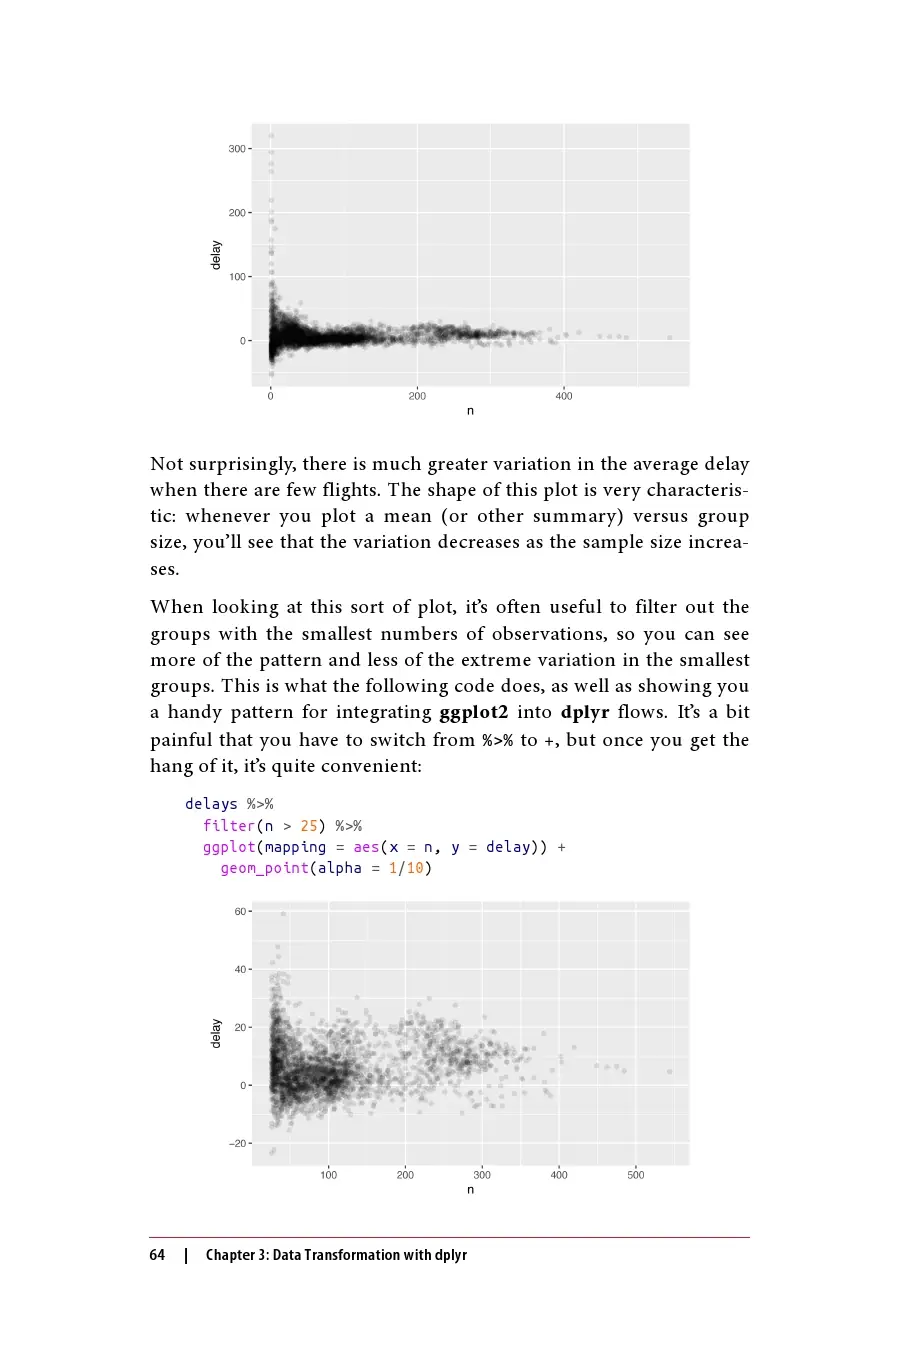 300
200
100
0
delay
0 200 400
n
Not surprisingly, there is much greater variation in the average delay
when there are few flights. The shape of this plot is very characteris-
tic: whenever you plot a mean (or other summary) versus group
size, you’ll see that the variation decreases as the sample size increa-
ses.
When looking at this sort of plot, it’s often useful to filter out the
groups with the smallest numbers of observations, so you can see
more of the pattern and less of the extreme variation in the smallest
groups. This is what the following code does, as well as showing you
a handy pattern for integrating ggplot2 into dplyr flows. It’s a bit
painful that you have to switch from %>% to +, but once you get the
hang of it, it’s quite convenient:
delays %>%
filter(n > 25) %>%
ggplot(mapping = aes(x = n, y = delay)) +
geom_point(alpha = 1/10)
60
40
20
0
−20
delay
100 200 300 400 500
n
64 | Chapter 3: Data Transformation with dplyr